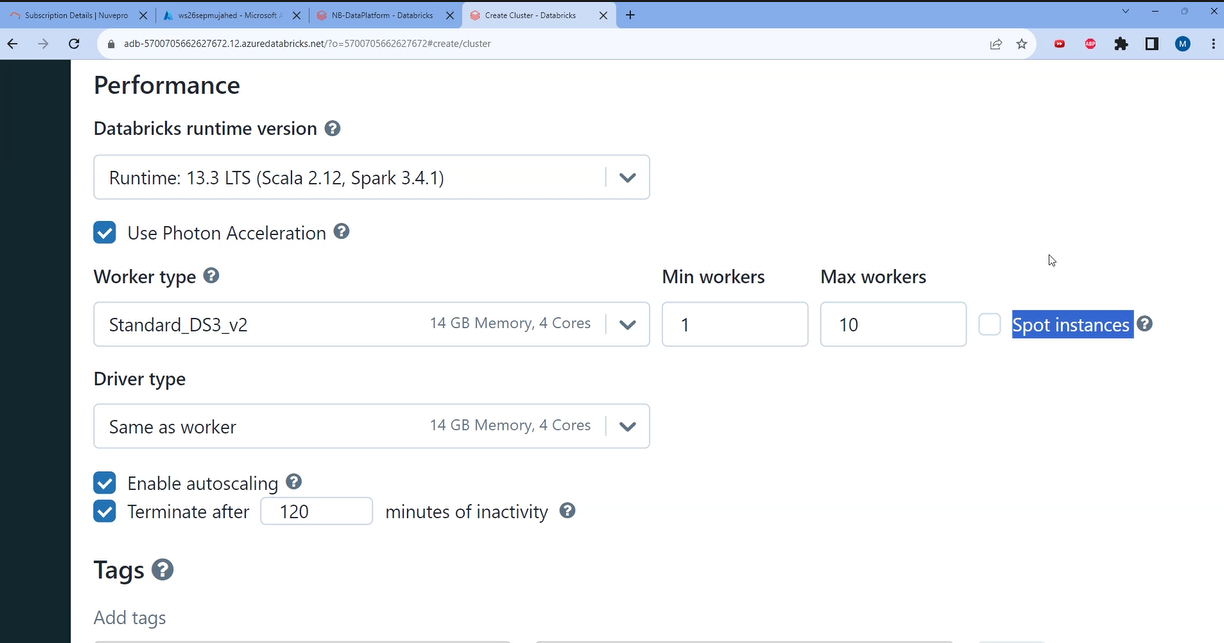 Subscription Details | Nuvepro
ws26sepmujahed - Microsoft A
NB-DataPlatform - Databricks
Create Cluster - Databricks
adb-5700705662627672.12.azuredatabricks.net/?o=5700705662627672#create/cluster
ABP
M
Performance
Databricks runtime version ?
Runtime: 13.3 LTS (Scala 2.12, Spark 3.4.1)
Use Photon Acceleration ?
Worker type ? Min workers Max workers
Standard_DS3_v2 14 GB Memory, 4 Cores 1 10 Spot instances ?
Driver type
Same as worker 14 GB Memory, 4 Cores
Enable autoscaling ?
Terminate after 120 minutes of inactivity ?
Tags ?
Add tags